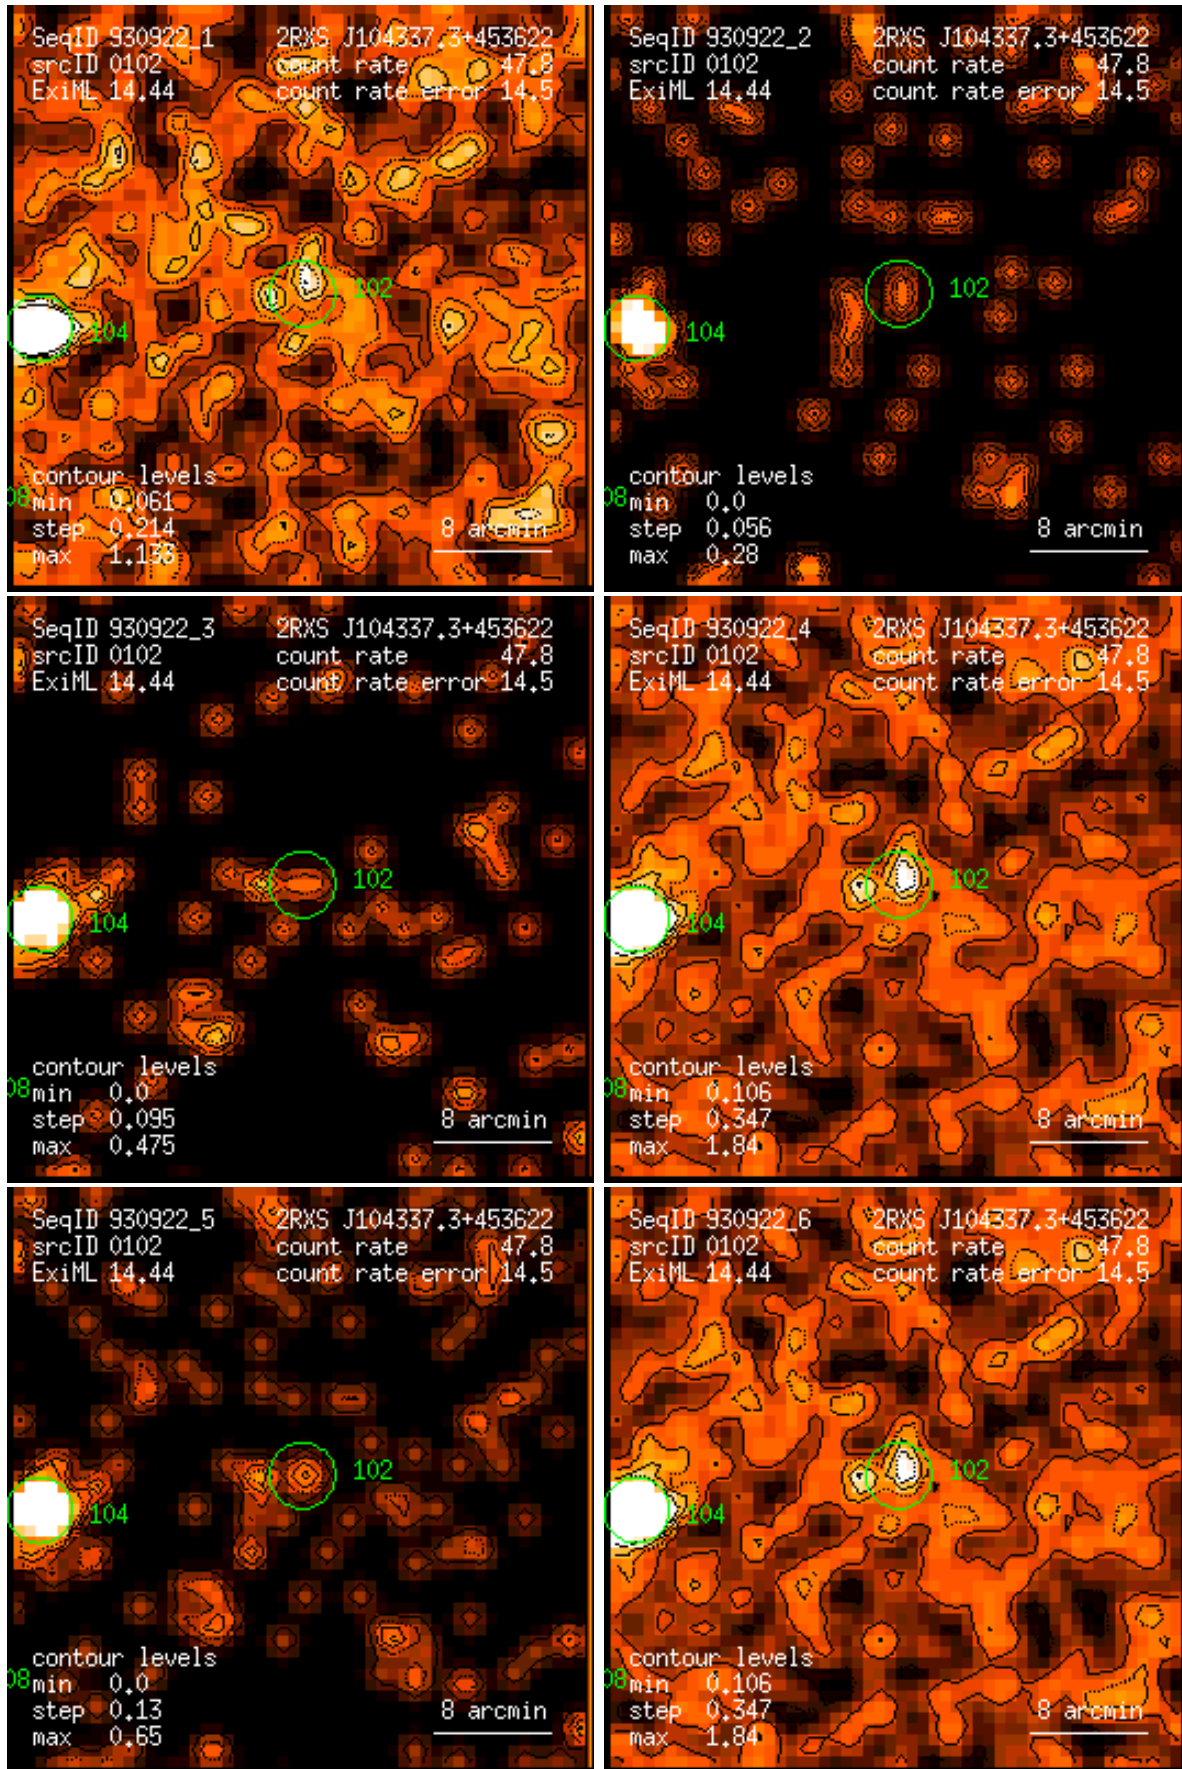 SeqID 930922_1 2RXS J104337.3+453622
srcID 0102 count rate 47.8
ExiML 14.44 count rate error 14.5
102
104
contour levels
08 min 0.061
step 0.214
max 1.133
8 arcmin
SeqID 930922_2 2RXS J104337.3+453622
srcID 0102 count rate 47.8
ExiML 14.44 count rate error 14.5
102
104
contour levels
08 min 0.0
step 0.056
max 0.28
8 arcmin
SeqID 930922_3 2RXS J104337.3+453622
srcID 0102 count rate 47.8
ExiML 14.44 count rate error 14.5
102
104
contour levels
08 min 0.0
step 0.095
max 0.475
8 arcmin
SeqID 930922_4 2RXS J104337.3+453622
srcID 0102 count rate 47.8
ExiML 14.44 count rate error 14.5
102
104
contour levels
08 min 0.106
step 0.347
max 1.84
8 arcmin
SeqID 930922_5 2RXS J104337.3+453622
srcID 0102 count rate 47.8
ExiML 14.44 count rate error 14.5
102
104
contour levels
08 min 0.0
step 0.13
max 0.65
8 arcmin
SeqID 930922_6 2RXS J104337.3+453622
srcID 0102 count rate 47.8
ExiML 14.44 count rate error 14.5
102
104
contour levels
08 min 0.106
step 0.347
max 1.84
8 arcmin